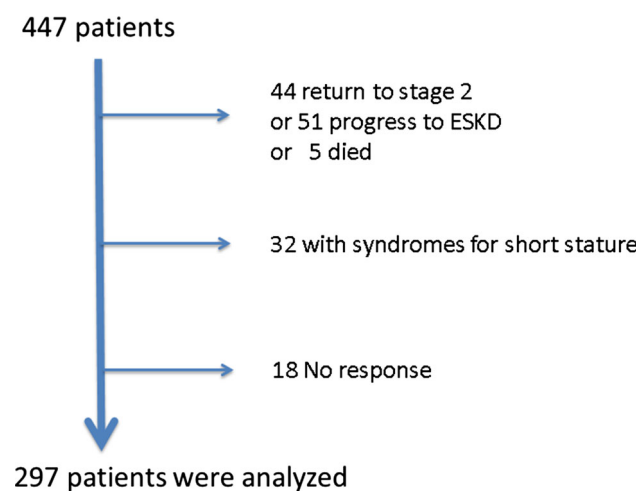 447 patients
44 return to stage 2
or 51 progress to ESKD
or 5 died
32 with syndromes for short stature
18 No response
297 patients were analyzed